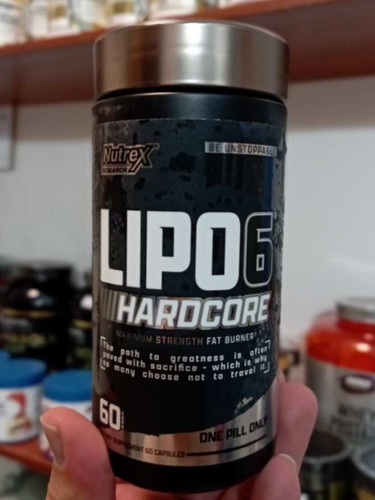 Nutrex
RESEARCH
BE UNSTOPPABLE
LIPO6
HARDCORE
MAXIMUM STRENGTH FAT BURNER
[The path to greatness is often
paved with sacrifice - which is why
so many choose not to travel it]
60
ONE PILL ONLY
SUPPLEMENT 60 CAPSULES